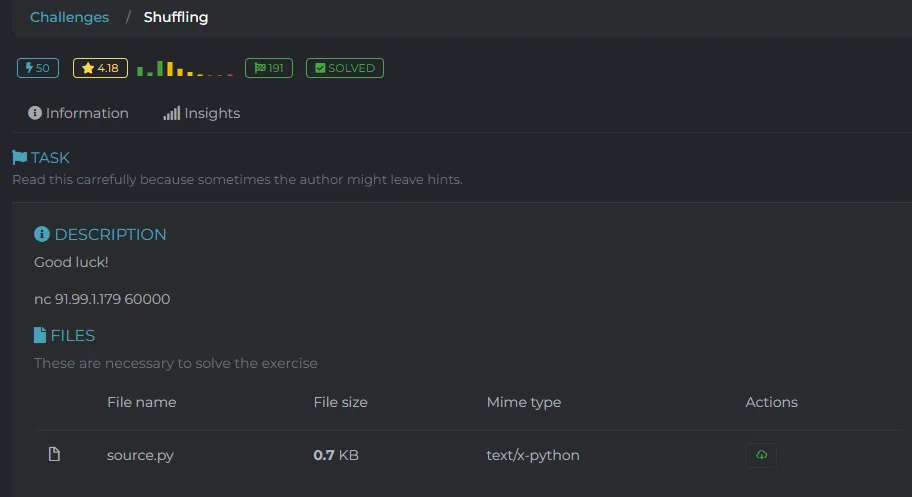 Challenges / Shuffling
50 4.18 191 SOLVED
Information Insights
TASK
Read this carrefully because sometimes the author might leave hints.
DESCRIPTION
Good luck!
nc 91.99.1.179 60000
FILES
These are necessary to solve the exercise
File name File size Mime type Actions
source.py 0.7 KB text/x-python